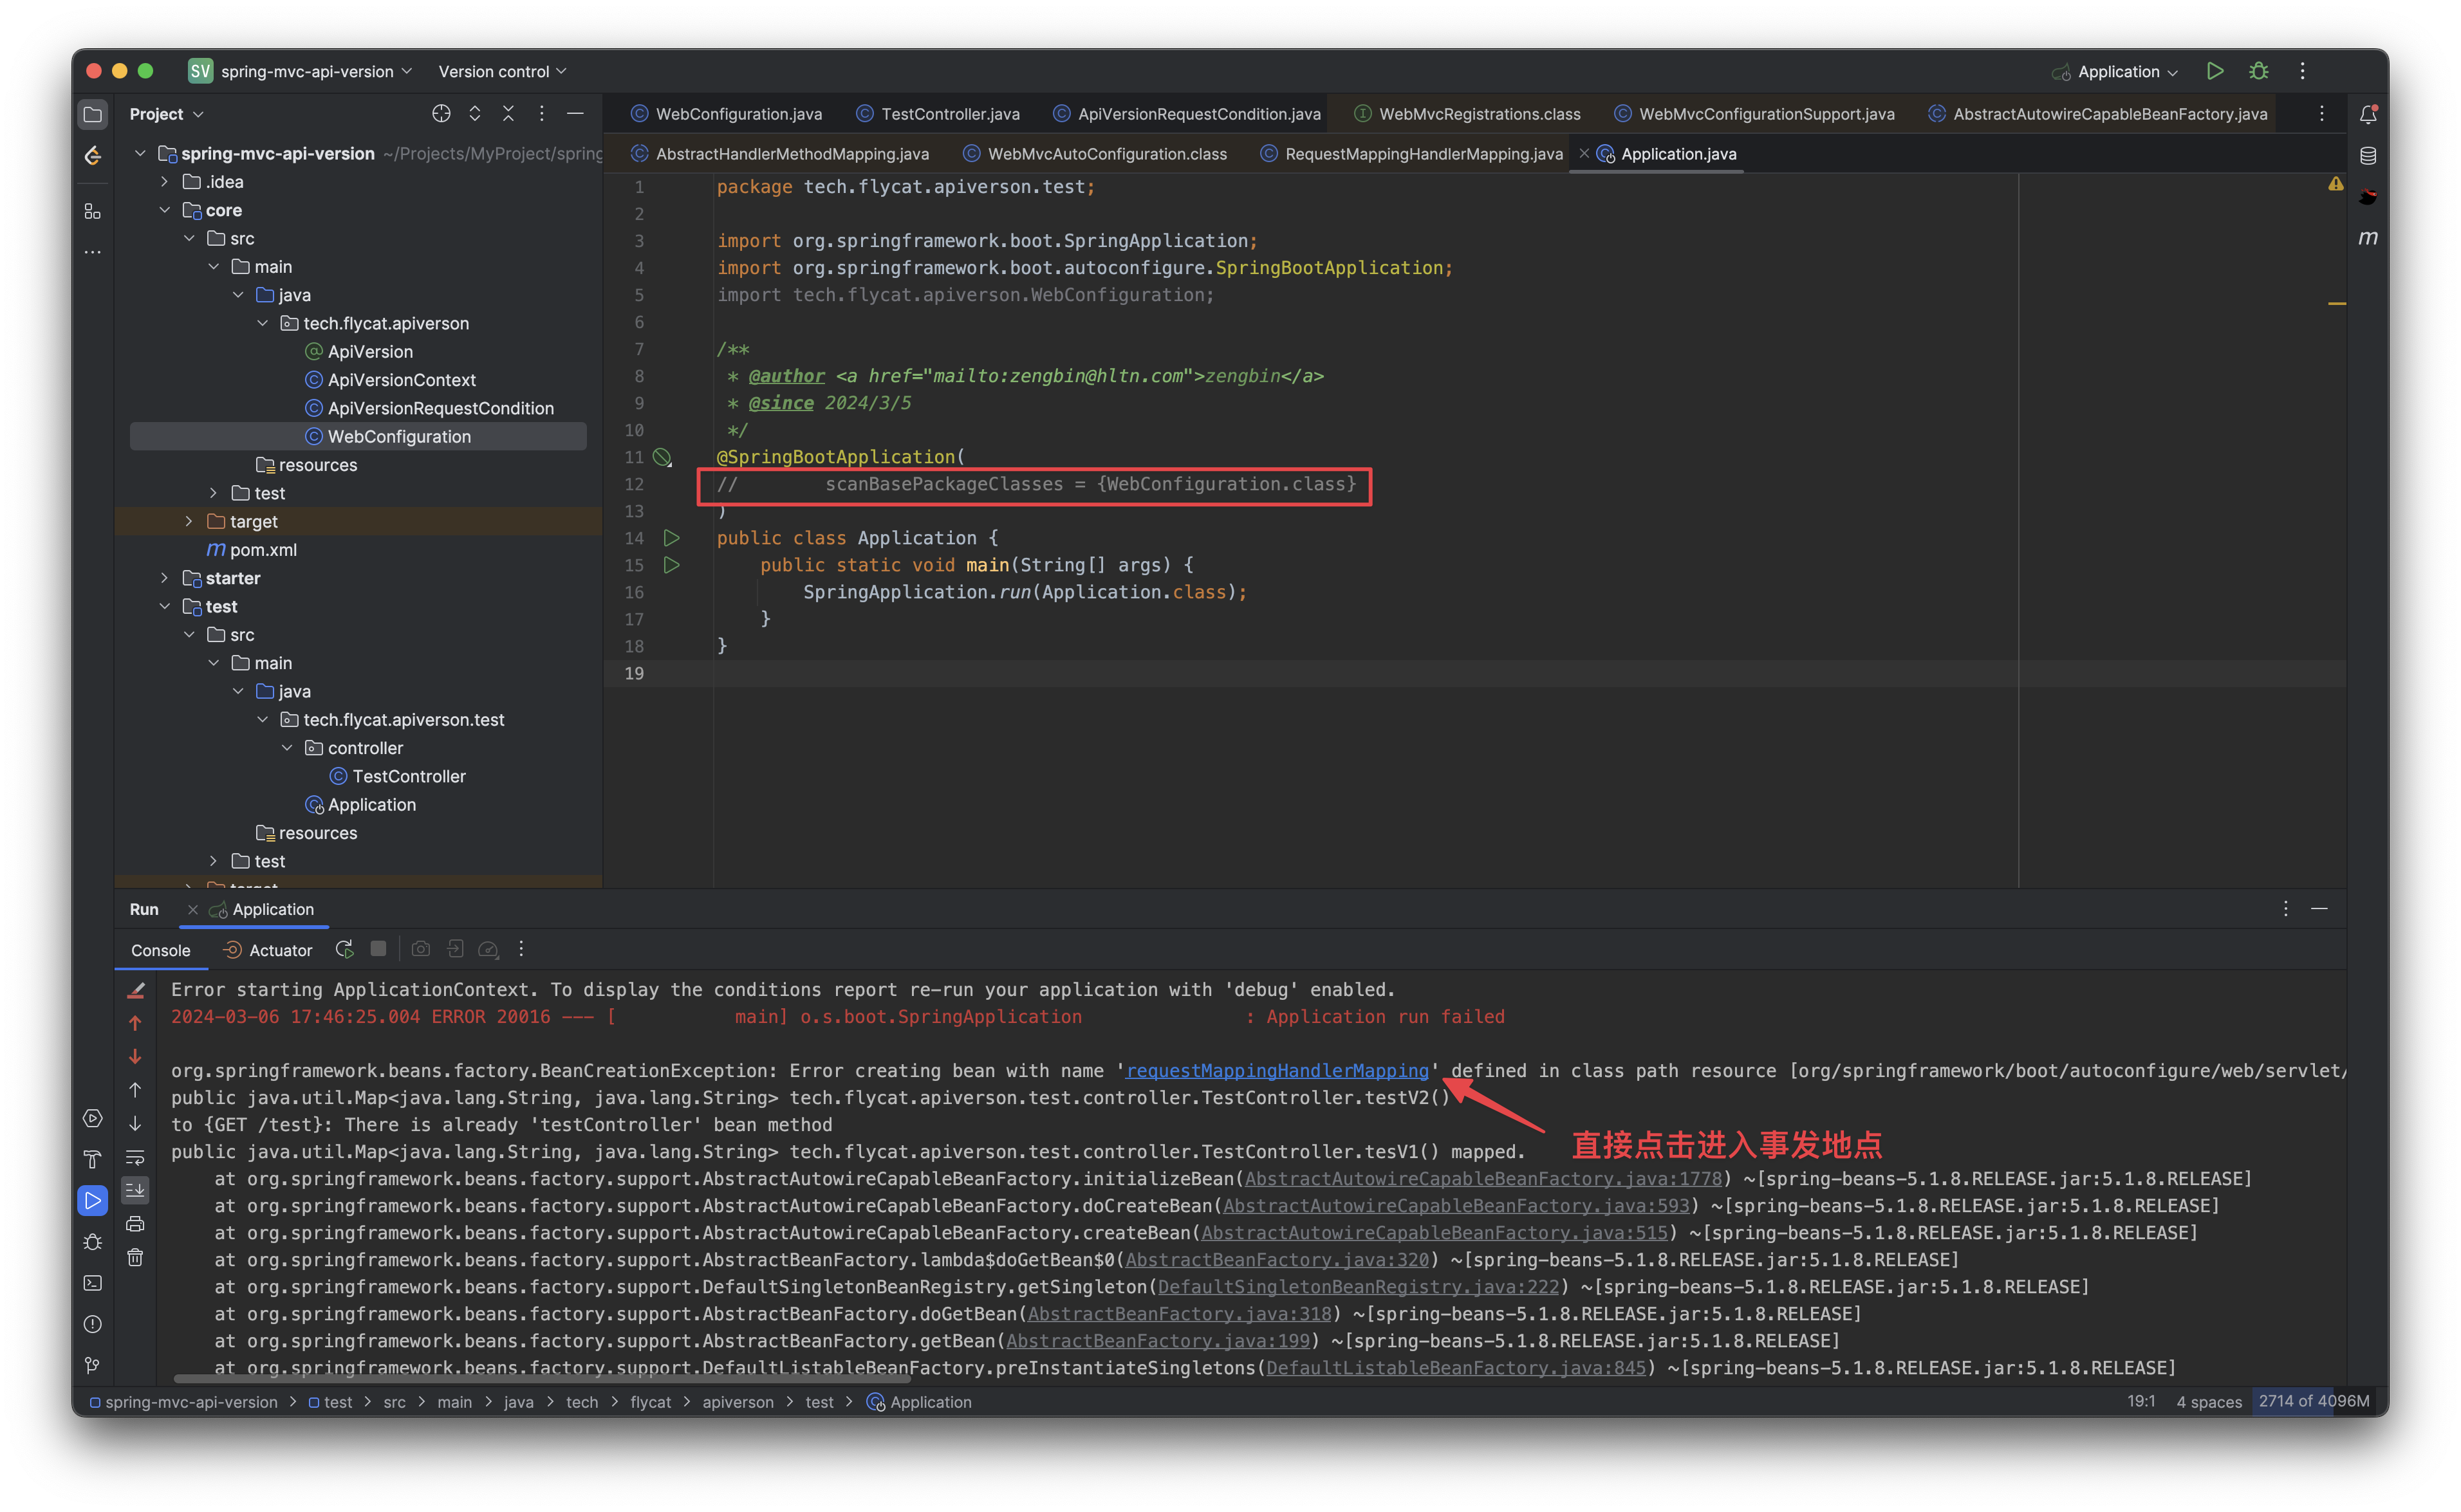 SV spring-mvc-api-version Version control Application
Project
spring-mvc-api-version ~/Projects/MyProject/spring
.idea
core
src
main
java
tech.flycat.apiverson
ApiVersion
ApiVersionContext
ApiVersionRequestCondition
WebConfiguration
resources
test
target
m pom.xml
starter
test
src
main
java
tech.flycat.apiverson.test
controller
TestController
Application
resources
test
target
WebConfiguration.java TestController.java ApiVersionRequestCondition.java WebMvcRegistrations.class WebMvcConfigurationSupport.java AbstractAutowireCapableBeanFactory.java
AbstractHandlerMethodMapping.java WebMvcAutoConfiguration.class RequestMappingHandlerMapping.java Application.java
1 package tech.flycat.apiverson.test;
2
3 import org.springframework.boot.SpringApplication;
4 import org.springframework.boot.autoconfigure.SpringBootApplication;
5 import tech.flycat.apiverson.WebConfiguration;
6
7 /**
8 * @author <a href="mailto:zengbin@hltn.com">zengbin</a>
9 * @since 2024/3/5
10 */
11 @SpringBootApplication(
12 // scanBasePackageClasses = {WebConfiguration.class}
13 )
14 public class Application {
15 public static void main(String[] args) {
16 SpringApplication.run(Application.class);
17 }
18 }
19
m
Run Application
Console Actuator
Error starting ApplicationContext. To display the conditions report re-run your application with 'debug' enabled.
2024-03-06 17:46:25.004 ERROR 20016 --- [ main] o.s.boot.SpringApplication : Application run failed
org.springframework.beans.factory.BeanCreationException: Error creating bean with name 'requestMappingHandlerMapping' defined in class path resource [org/springframework/boot/autoconfigure/web/servlet/
public java.util.Map<java.lang.String, java.lang.String> tech.flycat.apiverson.test.controller.TestController.testV2()
to {GET /test}: There is already 'testController' bean method
public java.util.Map<java.lang.String, java.lang.String> tech.flycat.apiverson.test.controller.TestController.tesV1() mapped.
直接点击进入事发地点
at org.springframework.beans.factory.support.AbstractAutowireCapableBeanFactory.initializeBean(AbstractAutowireCapableBeanFactory.java:1778) ~[spring-beans-5.1.8.RELEASE.jar:5.1.8.RELEASE]
at org.springframework.beans.factory.support.AbstractAutowireCapableBeanFactory.doCreateBean(AbstractAutowireCapableBeanFactory.java:593) ~[spring-beans-5.1.8.RELEASE.jar:5.1.8.RELEASE]
at org.springframework.beans.factory.support.AbstractAutowireCapableBeanFactory.createBean(AbstractAutowireCapableBeanFactory.java:515) ~[spring-beans-5.1.8.RELEASE.jar:5.1.8.RELEASE]
at org.springframework.beans.factory.support.AbstractBeanFactory.lambda$doGetBean$0(AbstractBeanFactory.java:320) ~[spring-beans-5.1.8.RELEASE.jar:5.1.8.RELEASE]
at org.springframework.beans.factory.support.DefaultSingletonBeanRegistry.getSingleton(DefaultSingletonBeanRegistry.java:222) ~[spring-beans-5.1.8.RELEASE.jar:5.1.8.RELEASE]
at org.springframework.beans.factory.support.AbstractBeanFactory.doGetBean(AbstractBeanFactory.java:318) ~[spring-beans-5.1.8.RELEASE.jar:5.1.8.RELEASE]
at org.springframework.beans.factory.support.AbstractBeanFactory.getBean(AbstractBeanFactory.java:199) ~[spring-beans-5.1.8.RELEASE.jar:5.1.8.RELEASE]
at org.springframework.beans.factory.support.DefaultListableBeanFactory.preInstantiateSingletons(DefaultListableBeanFactory.java:845) ~[spring-beans-5.1.8.RELEASE.jar:5.1.8.RELEASE]
spring-mvc-api-version > test > src > main > java > tech > flycat > apiverson > test > Application 19:1 4 spaces 2714 of 4096M